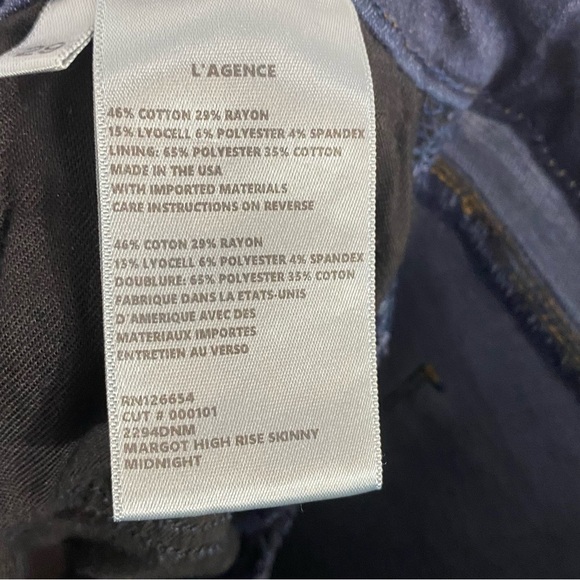 L'AGENCE
46% COTTON 29% RAYON
15% LYOCELL 6% POLYESTER 4% SPANDEX
LINING: 65% POLYESTER 35% COTTON
MADE IN THE USA
WITH IMPORTED MATERIALS
CARE INSTRUCTIONS ON REVERSE
46% COTON 29% RAYON
15% LYOCELL 6% POLYESTER 4% SPANDEX
DOUBLURE: 65% POLYESTER 35% COTON
FABRIQUE DANS LA ETATS-UNIS
D'AMERIQUE AVEC DES
MATERIAUX IMPORTES
ENTRETIEN AU VERSO
RN126654
CUT # 000101
2294DNM
MARGOT HIGH RISE SKINNY
MIDNIGHT